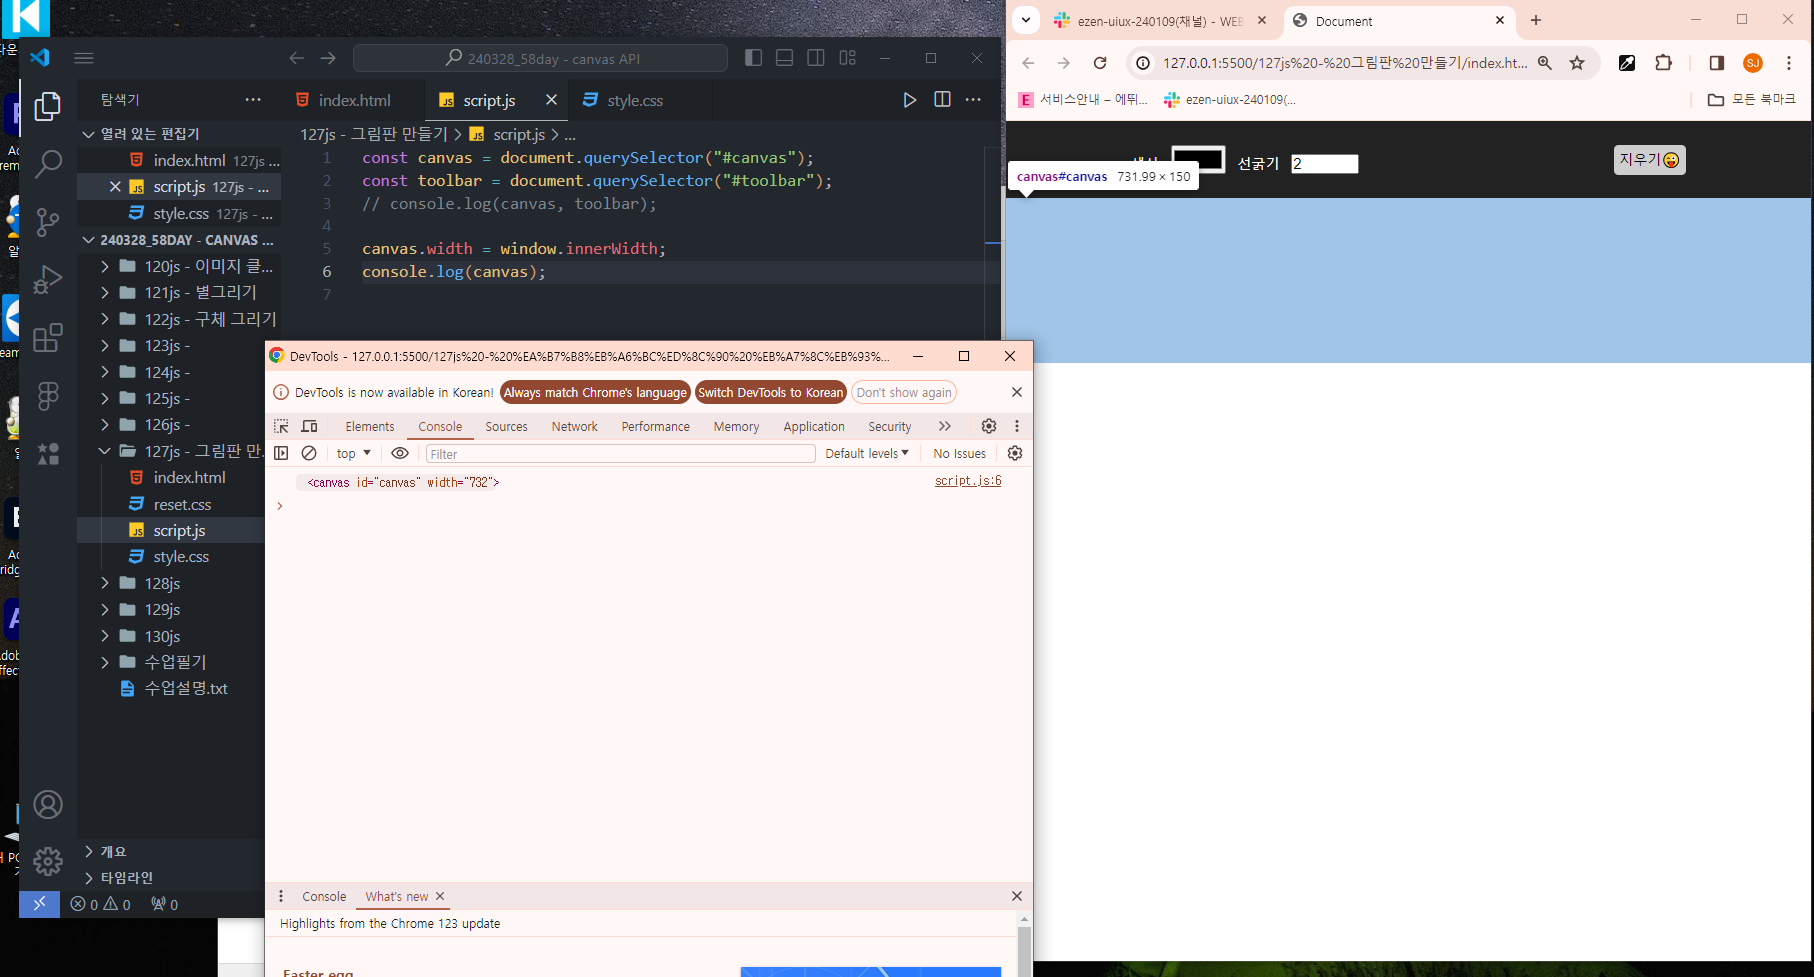 240328_58day - canvas API
탐색기
열려 있는 편집기
index.html 127js ...
script.js 127js - ...
style.css 127js - ...
240328_58DAY - CANVAS ...
120js - 이미지 클...
121js - 별그리기
122js - 구체 그리기
123js -
124js -
125js -
126js -
127js - 그림판 만...
index.html
reset.css
script.js
style.css
128js
129js
130js
수업필기
수업설명.txt
개요
타임라인
0 0 0
index.html
script.js
style.css
127js - 그림판 만들기 > script.js > ...
1 const canvas = document.querySelector("#canvas");
2 const toolbar = document.querySelector("#toolbar");
3 // console.log(canvas, toolbar);
4
5 canvas.width = window.innerWidth;
6 console.log(canvas);
7
DevTools - 127.0.0.1:5500/127js%20-%20%EA%B7%B8%EB%A6%BC%ED%8C%90%20%EB%A7%8C%EB%93%...
DevTools is now available in Korean! Always match Chrome's language Switch DevTools to Korean Don't show again
Elements Console Sources Network Performance Memory Application Security
top Filter Default levels No Issues
<canvas id="canvas" width="732"> script.js:6
Console What's new
Highlights from the Chrome 123 update
Easter egg
ezen-uiux-240109(채널) - WEB
Document
127.0.0.1:5500/127js%20-%20그림판%20만들기/index.ht...
SJ
서비스안내 – 에뛰...
ezen-uiux-240109(...
모든 북마크
선굵기 2 지우기😜
canvas#canvas 731.99 × 150